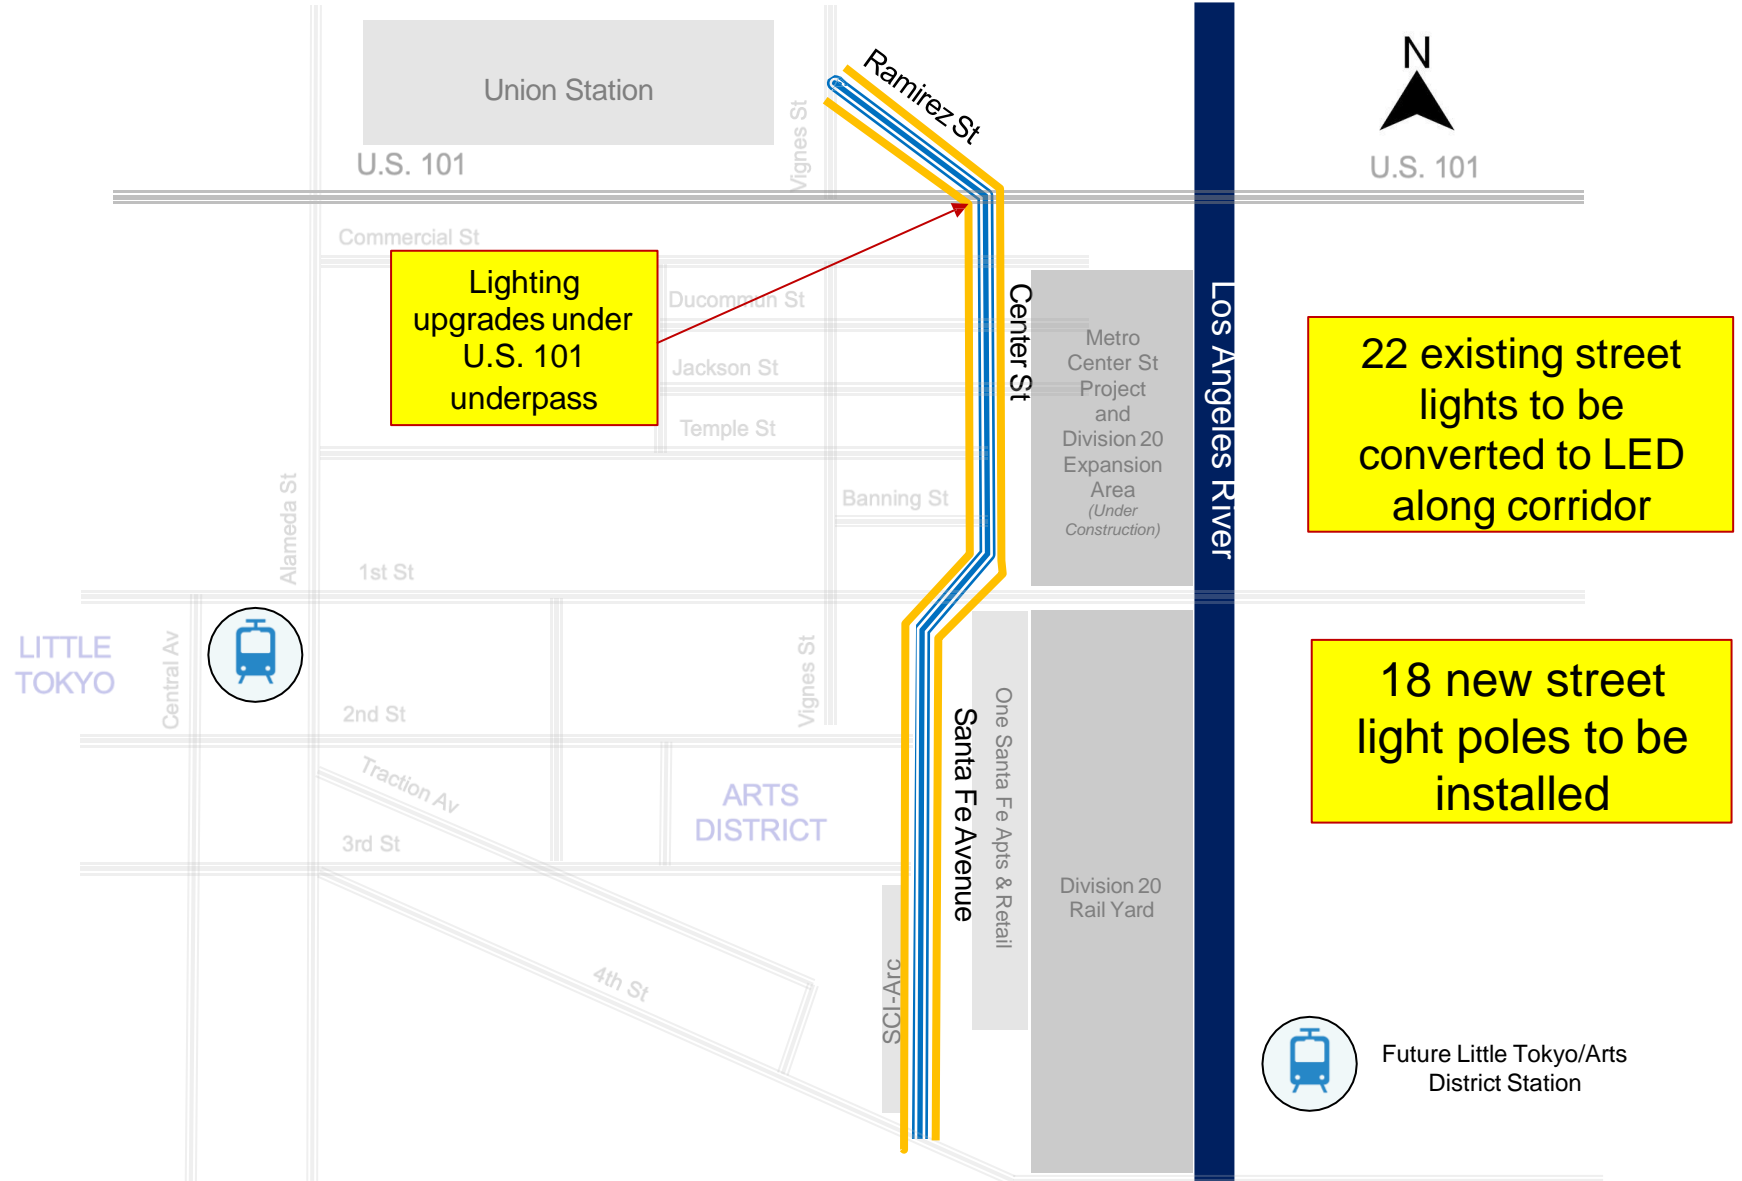 Union Station
Ramirez St
N
Vignes St
U.S. 101
U.S. 101
Commercial St
Lighting
upgrades under
U.S. 101
underpass
Ducommun St
Jackson St
Temple St
Banning St
Center St
Metro
Center St
Project
and
Division 20
Expansion
Area
(Under
Construction)
Los Angeles River
22 existing street
lights to be
converted to LED
along corridor
Alameda St
1st St
LITTLE
TOKYO
Central Av
Vignes St
2nd St
Traction Av
3rd St
ARTS
DISTRICT
Santa Fe Avenue
One Santa Fe Apts & Retail
18 new street
light poles to be
installed
Division 20
Rail Yard
4th St
SCI-Arc
Future Little Tokyo/Arts
District Station